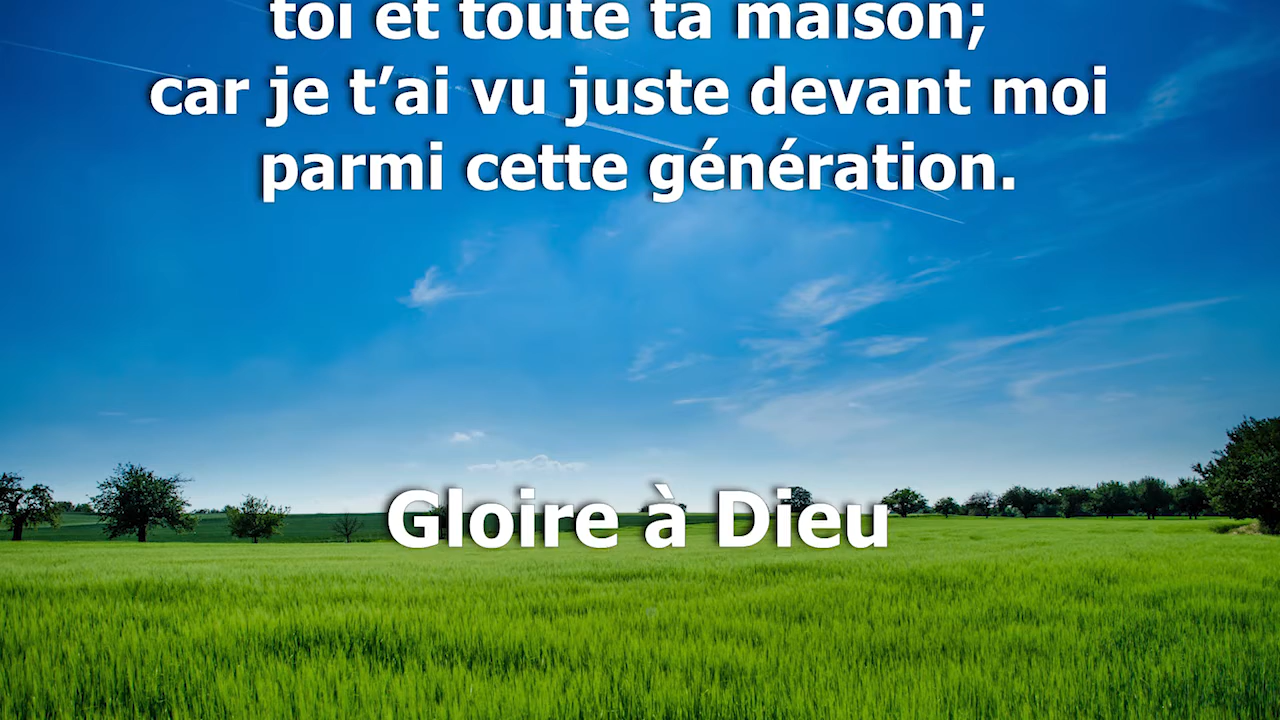 toi et toute ta maison;
car je t’ai vu juste devant moi
parmi cette génération.
Gloire à Dieu